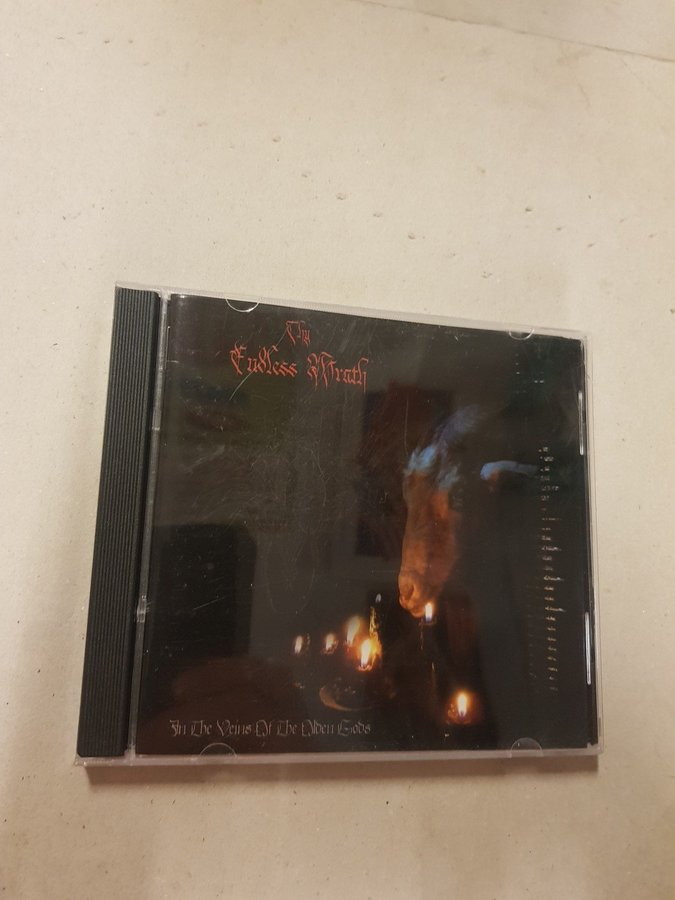 Thy
Endless Wrath
In The Veins Of The Olden Gods